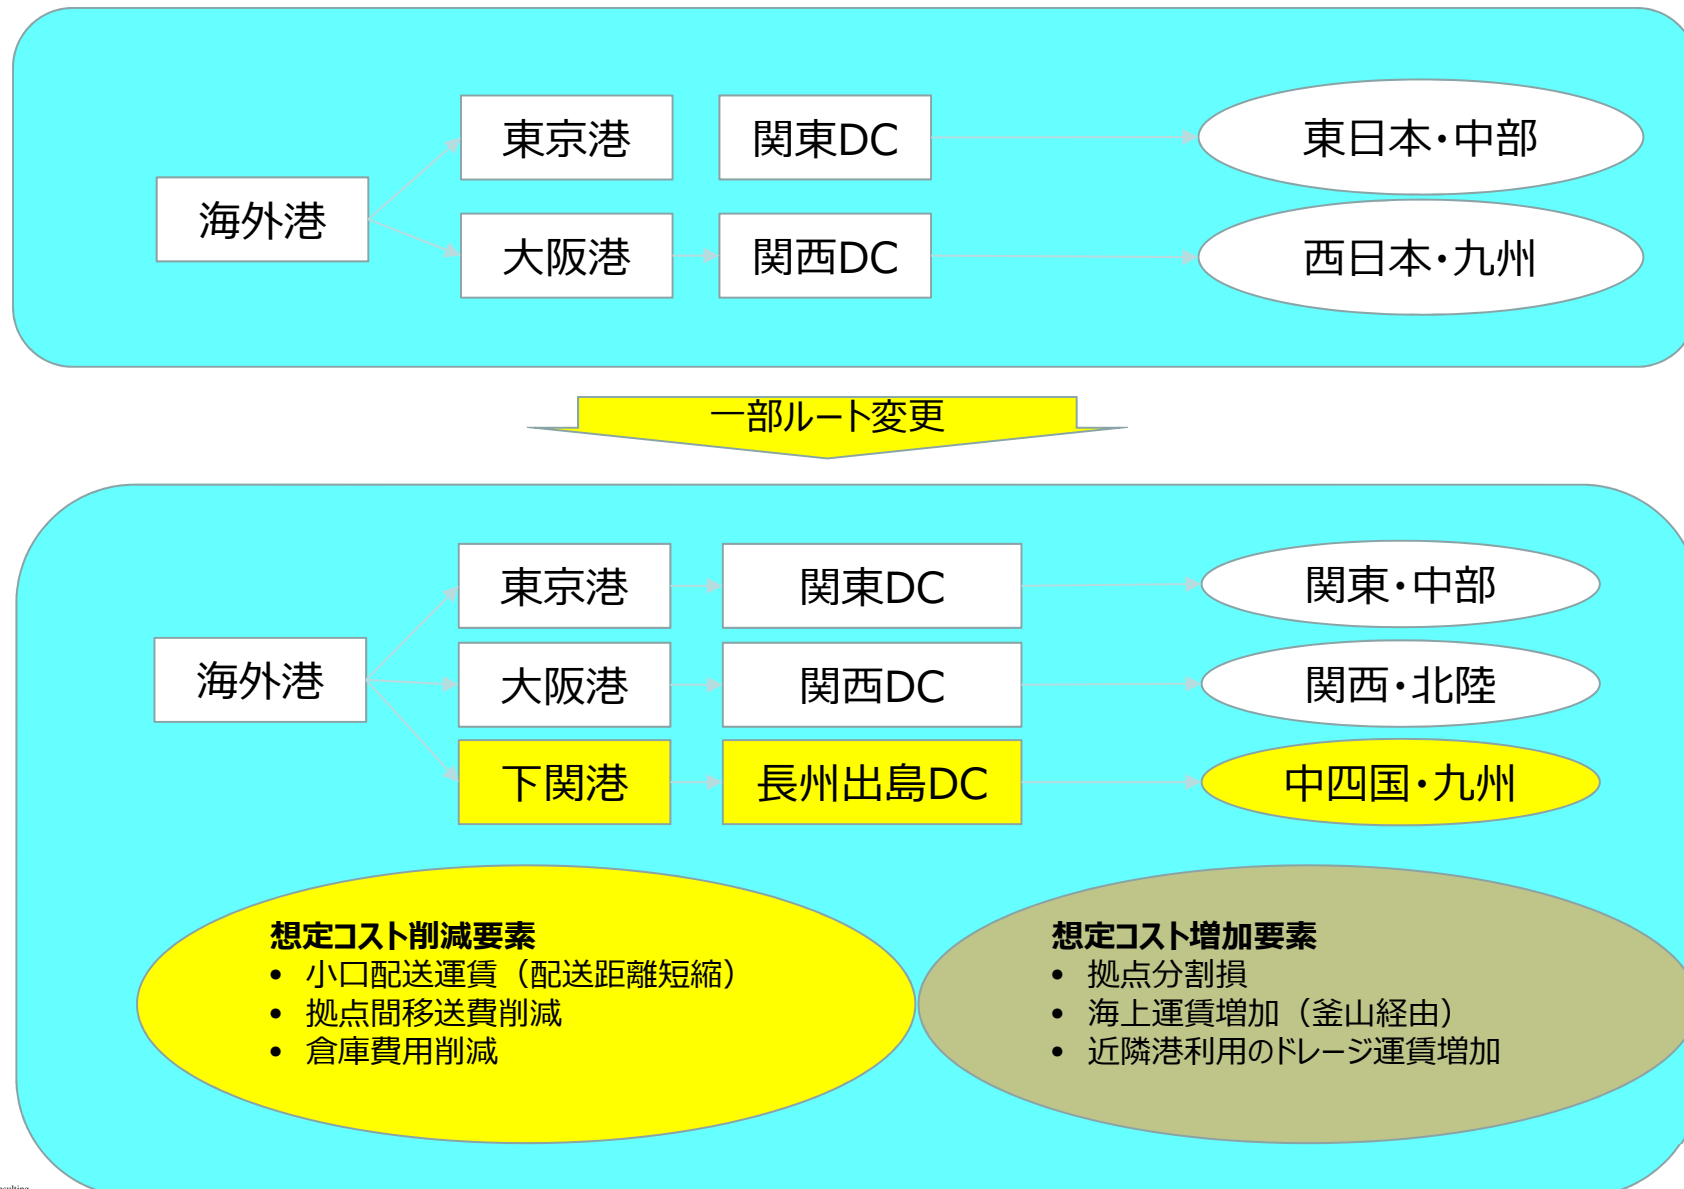 東京港
関東DC
東日本・中部
海外港
大阪港
関西DC
西日本・九州
一部ルート変更
東京港
関東DC
関東・中部
海外港
大阪港
関西DC
関西・北陸
下関港
長州出島DC
中四国・九州
想定コスト削減要素
• 小口配送運賃（配送距離短縮）
• 拠点間移送費削減
• 倉庫費用削減
想定コスト増加要素
• 拠点分割損
• 海上運賃増加（釜山経由）
• 近隣港利用のドレージ運賃増加